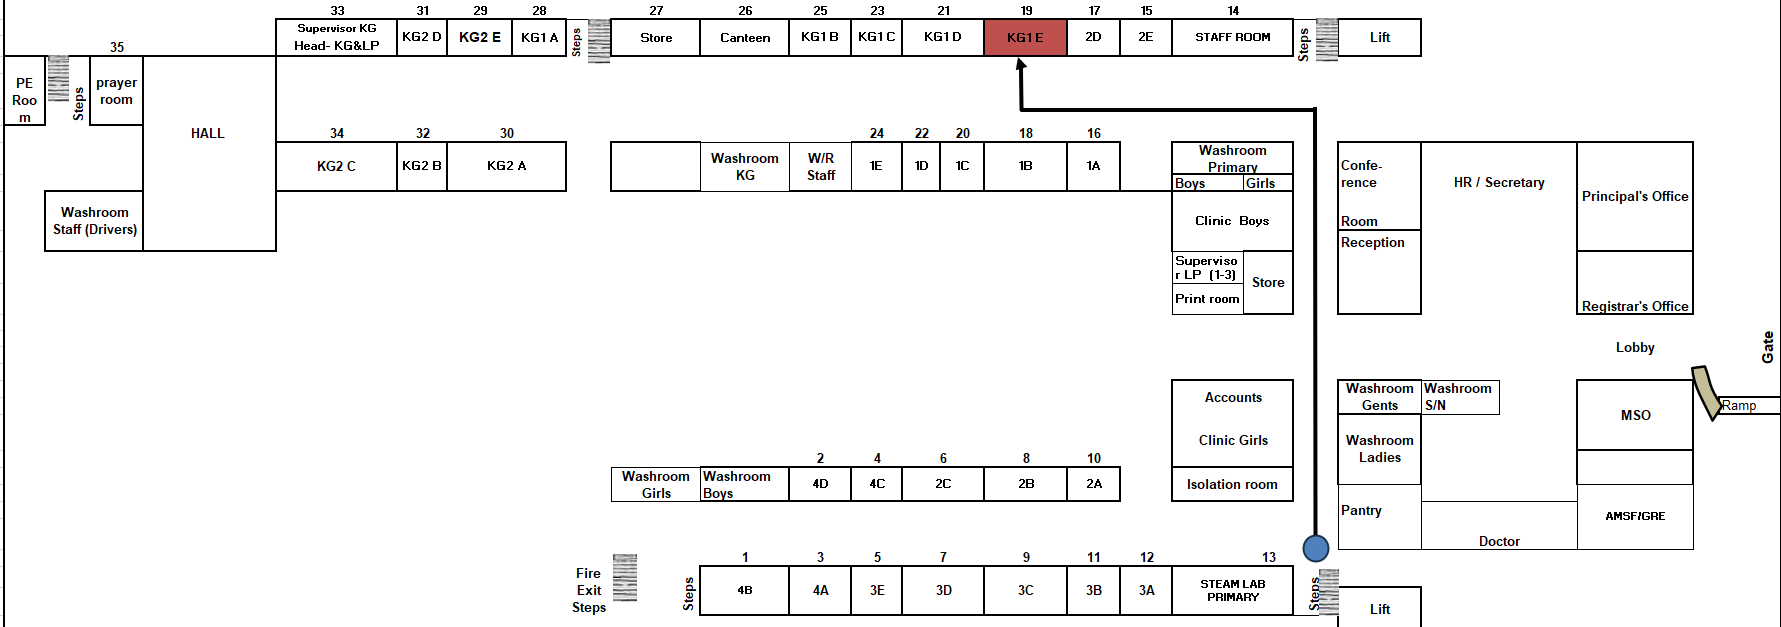 33 31 29 28 27 26 25 23 21 19 17 15 14
Supervisor KG
Head- KG&LP
KG2 D
KG2 E
KG1 A
Steps
Store
Canteen
KG1 B
KG1 C
KG1 D
KG1 E
2D
2E
STAFF ROOM
Steps
Lift
35
PE
Roo
m
Steps
prayer
room
HALL
34 32 30 24 22 20 18 16
KG2 C
KG2 B
KG2 A
Washroom
KG
W/R
Staff
1E
1D
1C
1B
1A
Washroom
Primary
Boys
Girls
Clinic Boys
Superviso
r LP (1-3)
Print room
Store
Confe-
rence
Room
Reception
HR / Secretary
Principal's Office
Registrar's Office
Washroom
Staff (Drivers)
Lobby
Gate
Ramp
Accounts
Clinic Girls
Isolation room
Washroom
Gents
Washroom
S/N
Washroom
Ladies
Pantry
MSO
AMSF/GRE
Doctor
2 4 6 8 10
Washroom
Girls
Washroom
Boys
4D
4C
2C
2B
2A
1 3 5 7 9 11 12 13
Fire
Exit
Steps
Steps
4B
4A
3E
3D
3C
3B
3A
STEAM LAB
PRIMARY
Steps
Lift